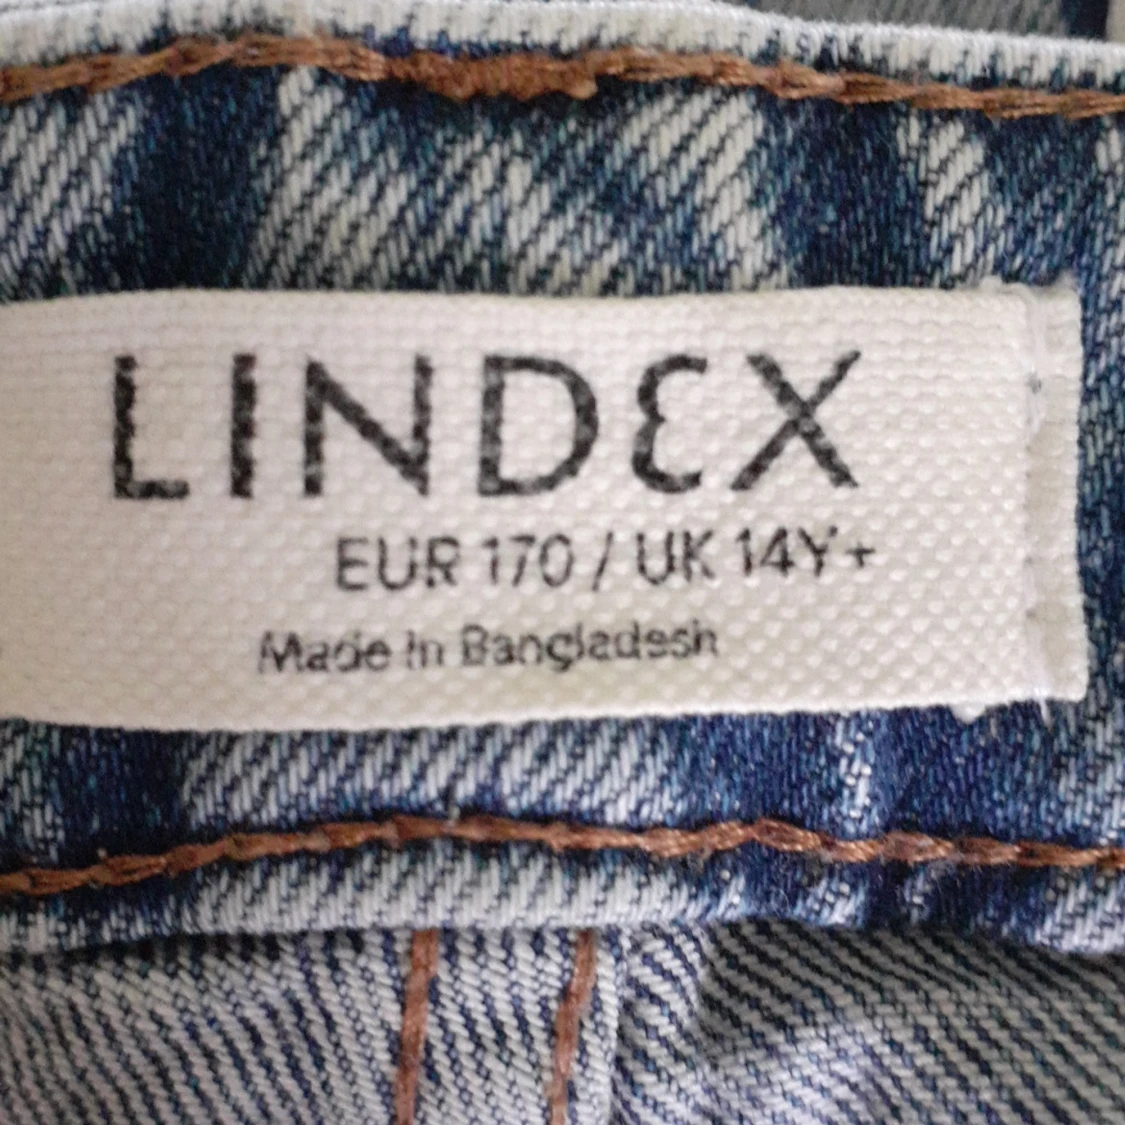 LINDEX
EUR 170 / UK 14Y+
Made in Bangladesh